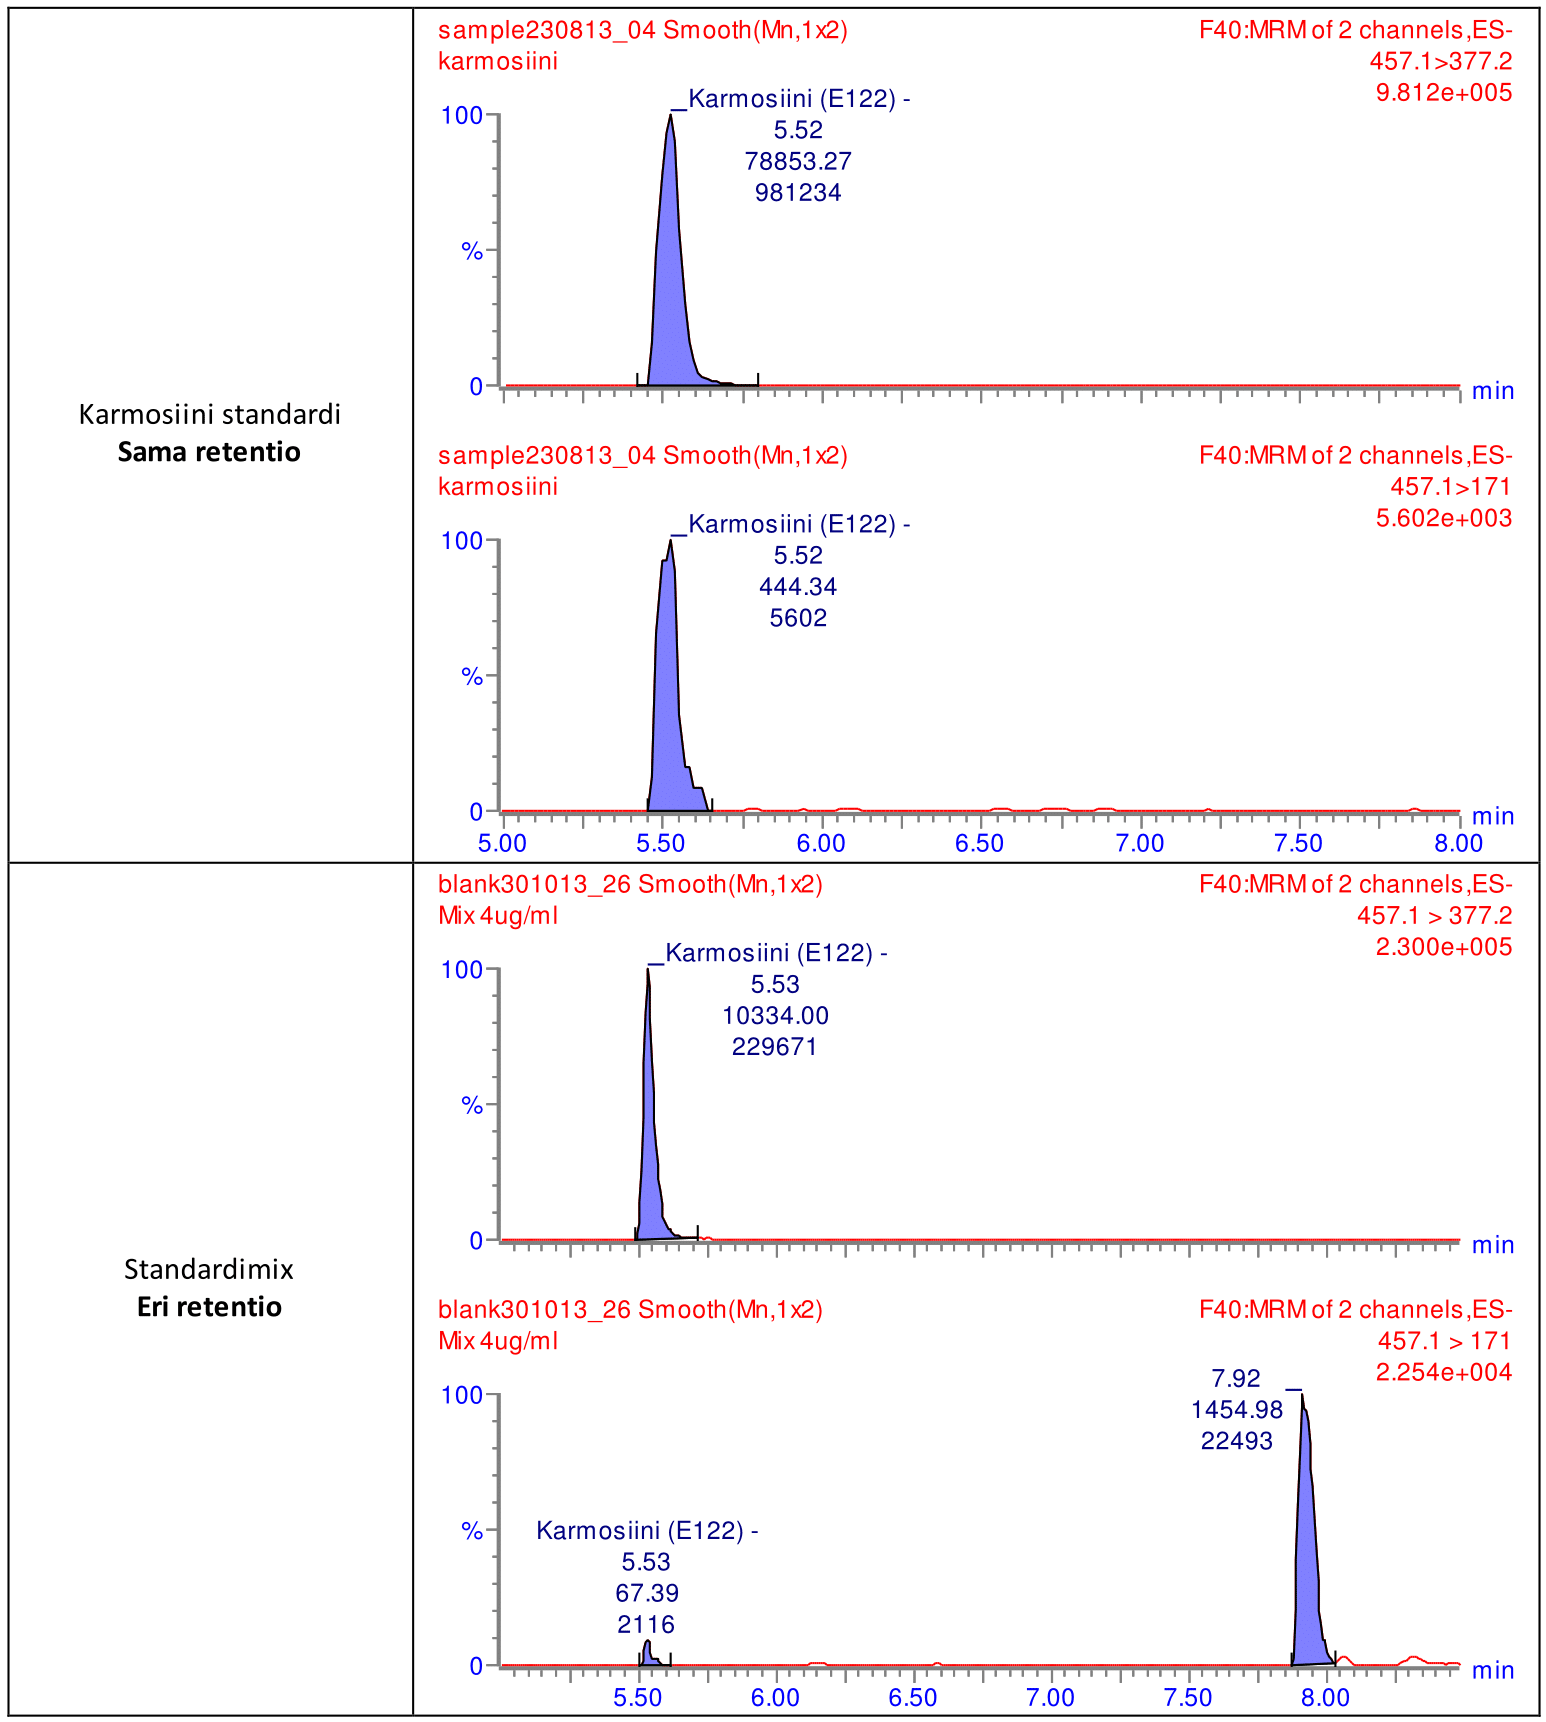 Karmosiini standardi
Sama retentio
sample230813_04 Smooth(Mn,1x2)
karmosiini
F40:MRM of 2 channels,ES-
457.1>377.2
9.812e+005
Karmosiini (E122) -
5.52
78853.27
981234
100
%
0
min
sample230813_04 Smooth(Mn,1x2)
karmosiini
F40:MRM of 2 channels,ES-
457.1>171
5.602e+003
Karmosiini (E122) -
5.52
444.34
5602
100
%
0
min
5.00 5.50 6.00 6.50 7.00 7.50 8.00
Standardimix
Eri retentio
blank301013_26 Smooth(Mn,1x2)
Mix 4ug/ml
F40:MRM of 2 channels,ES-
457.1 > 377.2
2.300e+005
Karmosiini (E122) -
5.53
10334.00
229671
100
%
0
min
blank301013_26 Smooth(Mn,1x2)
Mix 4ug/ml
F40:MRM of 2 channels,ES-
457.1 > 171
2.254e+004
7.92
1454.98
22493
Karmosiini (E122) -
5.53
67.39
2116
100
%
0
min
5.50 6.00 6.50 7.00 7.50 8.00